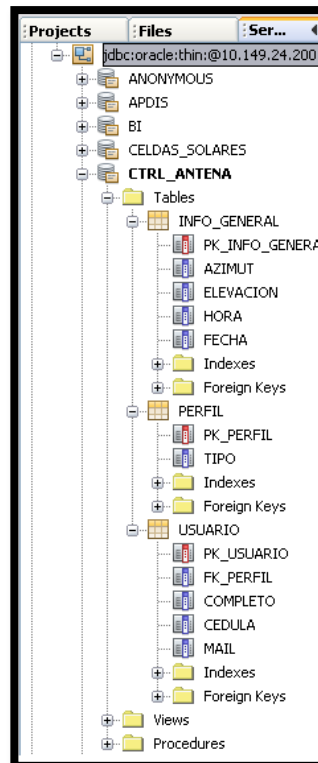 Projects Files Ser...
jdbc:oracle:thin:@10.149.24.200
ANONYMOUS
APDIS
BI
CELDAS_SOLARES
CTRL_ANTENA
Tables
INFO_GENERAL
PK_INFO_GENERA
AZIMUT
ELEVACION
HORA
FECHA
Indexes
Foreign Keys
PERFIL
PK_PERFIL
TIPO
Indexes
Foreign Keys
USUARIO
PK_USUARIO
FK_PERFIL
COMPLETO
CEDULA
MAIL
Indexes
Foreign Keys
Views
Procedures